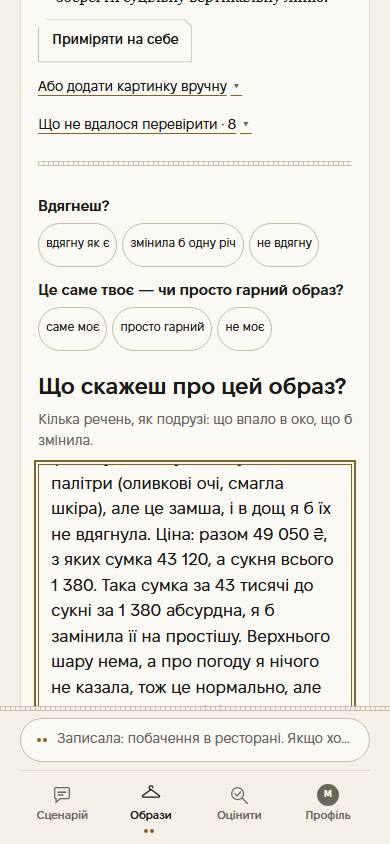 Приміряти на себе
Або додати картинку вручну ▾
Що не вдалося перевірити · 8 ▾
Вдягнеш?
вдягну як є
змінила б одну річ
не вдягну
Це саме твоє — чи просто гарний образ?
саме моє
просто гарний
не моє
Що скажеш про цей образ?
Кілька речень, як подрузі: що впало в око, що б
змінила.
палітри (оливкові очі, смагла
шкіра), але це замша, і в дощ я б їх
не вдягнула. Ціна: разом 49 050 ₴,
з яких сумка 43 120, а сукня всього
1 380. Така сумка за 43 тисячі до
сукні за 1 380 абсурдна, я б
замінила її на простішу. Верхнього
шару нема, а про погоду я нічого
не казала, тож це нормально, але
Записала: побачення в ресторані. Якщо хо...
Сценарій
Образи
Оцінити
М
Профіль